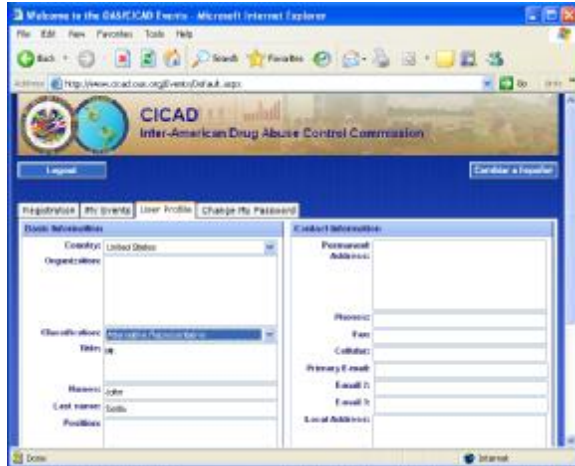 Welcome to the OAS/CICAD Events - Microsoft Internet Explorer
File Edit View Favorites Tools Help
Back Search Favorites
Address http://www.cicad.oas.org/Events/Default.aspx Go
CICAD
Inter-American Drug Abuse Control Commission
Logout
Cambiar a Español
Registration My Events User Profile Change My Password
Basic Information
Country: United States
Organization:
Classification: Alternative Representative
Title:
Names: John
Last name:
Position:
Contact Information
Permanent Address:
Phones:
Fax:
Cellular:
Primary E-mail:
E-mail 2:
E-mail 3:
Local Address:
Done
Internet